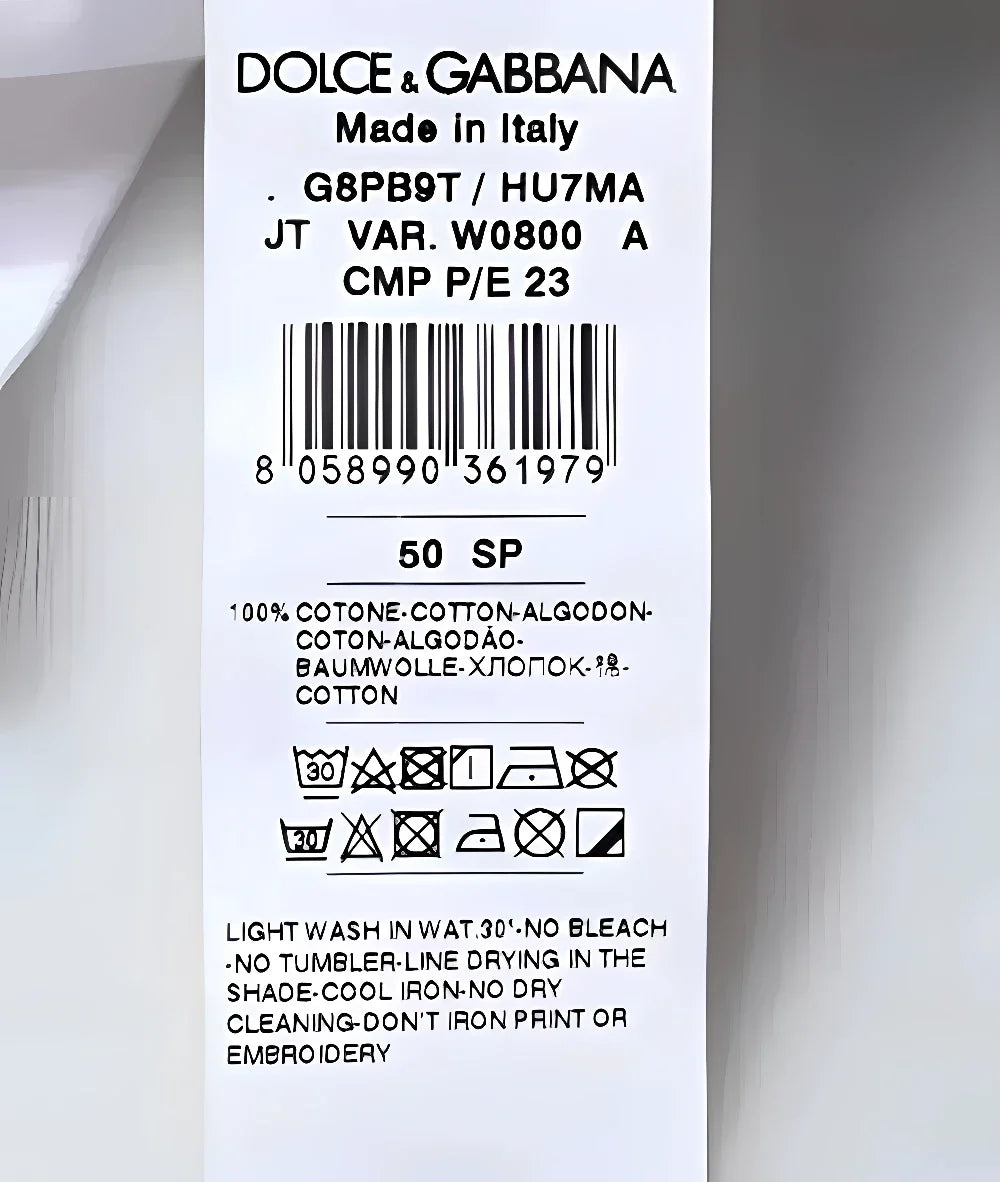 DOLCE & GABBANA
Made in Italy
. G8PB9T / HU7MA
JT VAR. W0800 A
CMP P/E 23
8 058990 361979
50 SP
100% COTONE-COTTON-ALGODON-
COTON-ALGODÃO-
BAUMWOLLE-ХЛОПОК-棉-
COTTON
30
30
LIGHT WASH IN WAT.30°-NO BLEACH
-NO TUMBLER-LINE DRYING IN THE
SHADE-COOL IRON-NO DRY
CLEANING-DON'T IRON PRINT OR
EMBROIDERY